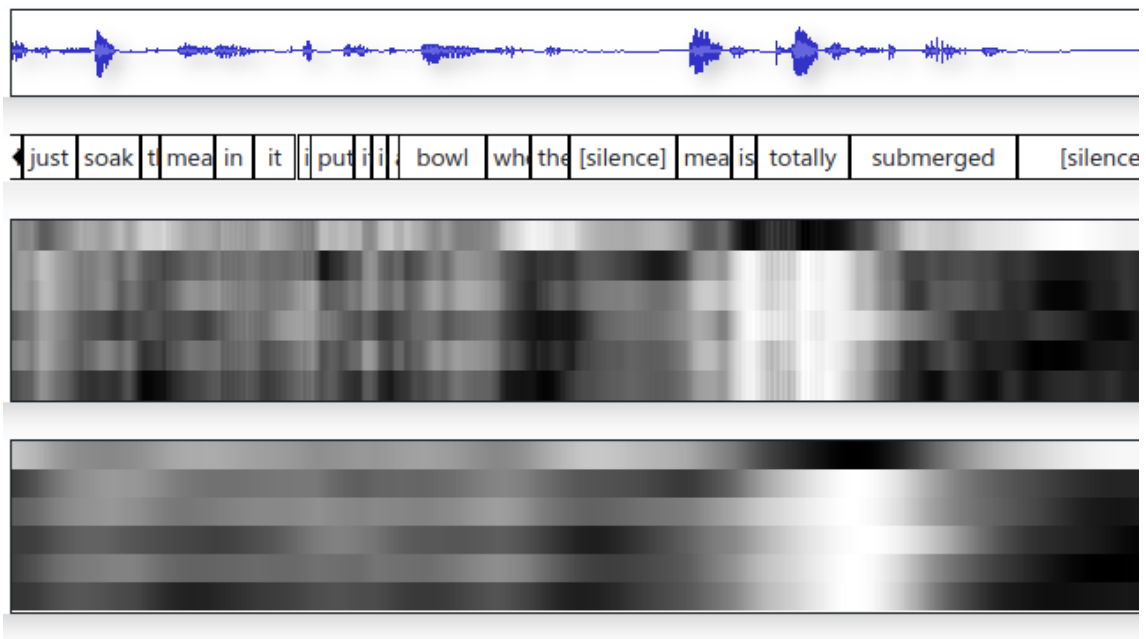 just soak mea in it put bowl the [silence] mea is totally submerged [silence